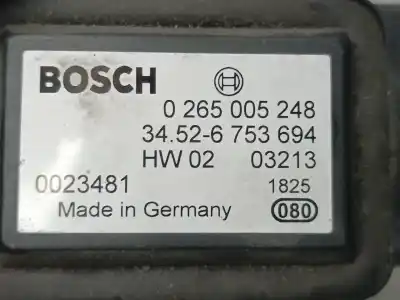 BOSCH
0 265 005 248
34.52-6 753 694
HW 02 03213
0023481 1825
Made in Germany 080